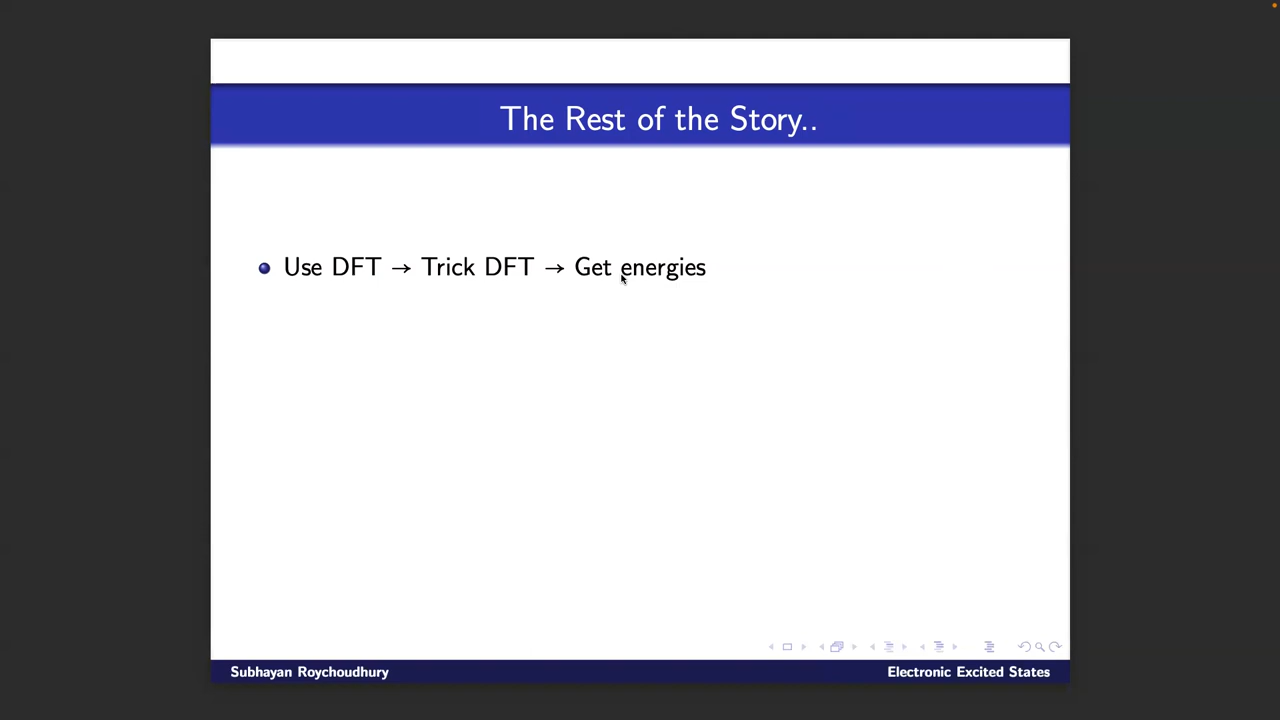 The Rest of the Story..
Use DFT → Trick DFT → Get energies
Subhayan Roychoudhury
Electronic Excited States